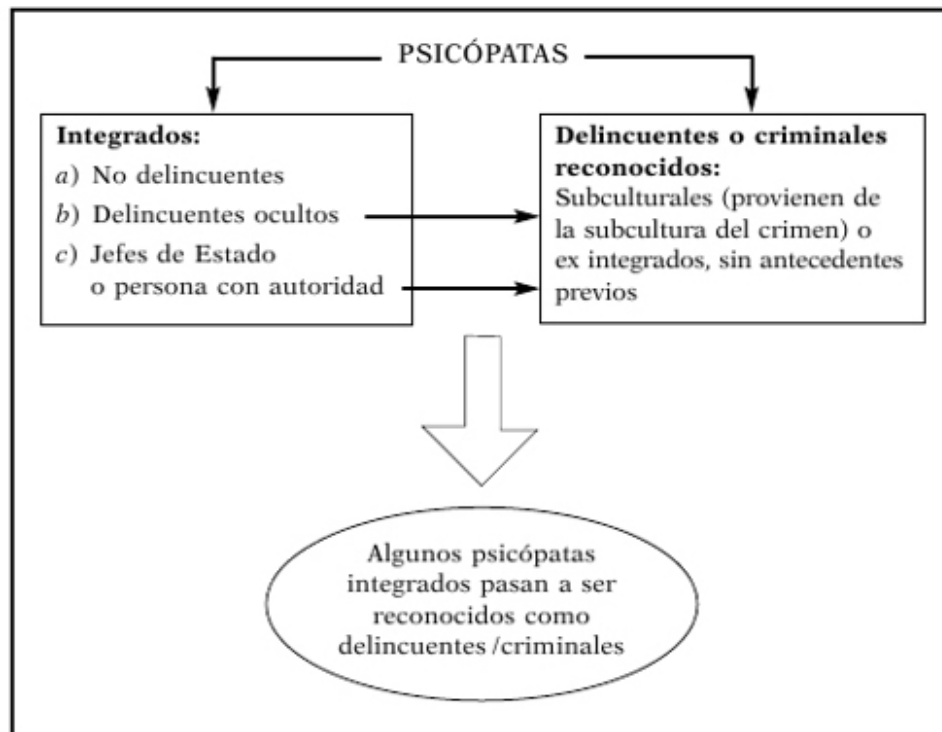 PSICÓPATAS
Integrados:
a) No delincuentes
b) Delincuentes ocultos
c) Jefes de Estado
o persona con autoridad
Delincuentes o criminales
reconocidos:
Subculturales (provienen de
la subcultura del crimen) o
ex integrados, sin antecedentes
previos
Algunos psicópatas
integrados pasan a ser
reconocidos como
delincuentes/criminales